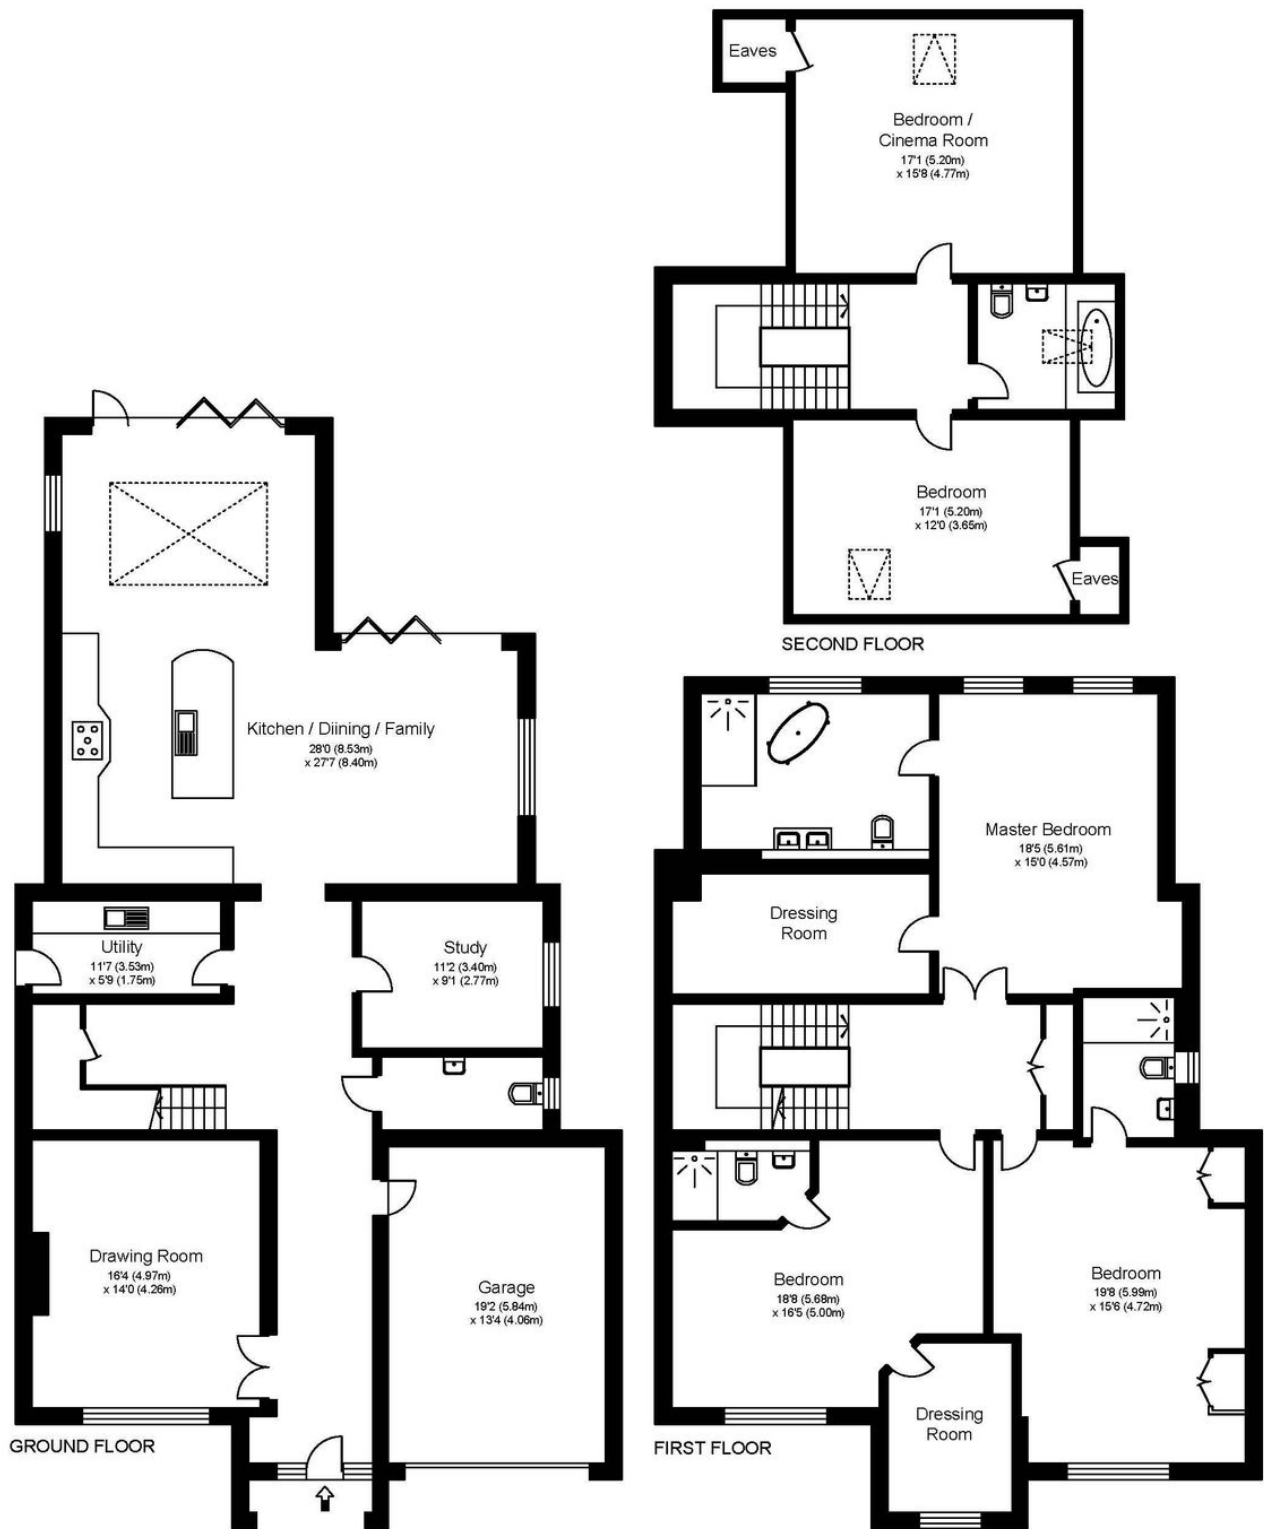 Eaves
Bedroom /
Cinema Room
17'1 (5.20m)
x 15'8 (4.77m)
Bedroom
17'1 (5.20m)
x 12'0 (3.65m)
Eaves
SECOND FLOOR
Kitchen / Diining / Family
28'0 (8.53m)
x 27'7 (8.40m)
Utility
11'7 (3.53m)
x 5'9 (1.75m)
Study
11'2 (3.40m)
x 9'1 (2.77m)
Drawing Room
16'4 (4.97m)
x 14'0 (4.26m)
Garage
19'2 (5.84m)
x 13'4 (4.06m)
GROUND FLOOR
Master Bedroom
18'5 (5.61m)
x 15'0 (4.57m)
Dressing
Room
Bedroom
18'8 (5.68m)
x 16'5 (5.00m)
Bedroom
19'8 (5.99m)
x 15'6 (4.72m)
Dressing
Room
FIRST FLOOR